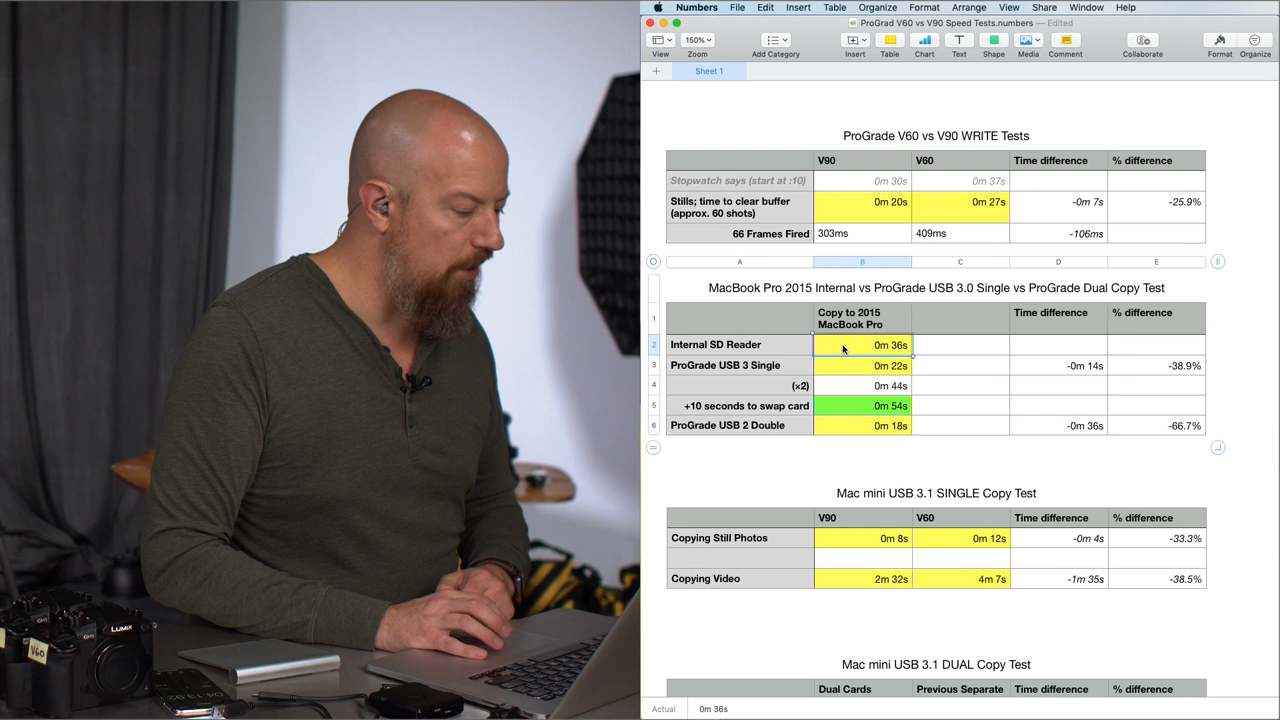 Numbers File Edit Insert Table Organize Format Arrange View Share Window Help
ProGrad V60 vs V90 Speed Tests.numbers — Edited
150%
View Zoom Add Category Insert Table Chart Text Shape Media Comment Collaborate Format Organize
Sheet 1
ProGrade V60 vs V90 WRITE Tests
V90 V60 Time difference % difference
Stopwatch says (start at :10) 0m 30s 0m 37s
Stills; time to clear buffer (approx. 60 shots) 0m 20s 0m 27s -0m 7s -25.9%
66 Frames Fired 303ms 409ms -106ms
A B C D E
MacBook Pro 2015 Internal vs ProGrade USB 3.0 Single vs ProGrade Dual Copy Test
1 Copy to 2015 MacBook Pro Time difference % difference
2 Internal SD Reader 0m 36s
3 ProGrade USB 3 Single 0m 22s -0m 14s -38.9%
4 (×2) 0m 44s
5 +10 seconds to swap card 0m 54s
6 ProGrade USB 2 Double 0m 18s -0m 36s -66.7%
Mac mini USB 3.1 SINGLE Copy Test
V90 V60 Time difference % difference
Copying Still Photos 0m 8s 0m 12s -0m 4s -33.3%
Copying Video 2m 32s 4m 7s -1m 35s -38.5%
Mac mini USB 3.1 DUAL Copy Test
Dual Cards Previous Separate Time difference % difference
Actual 0m 36s
LUMIX
GH5
V60
04:13.92